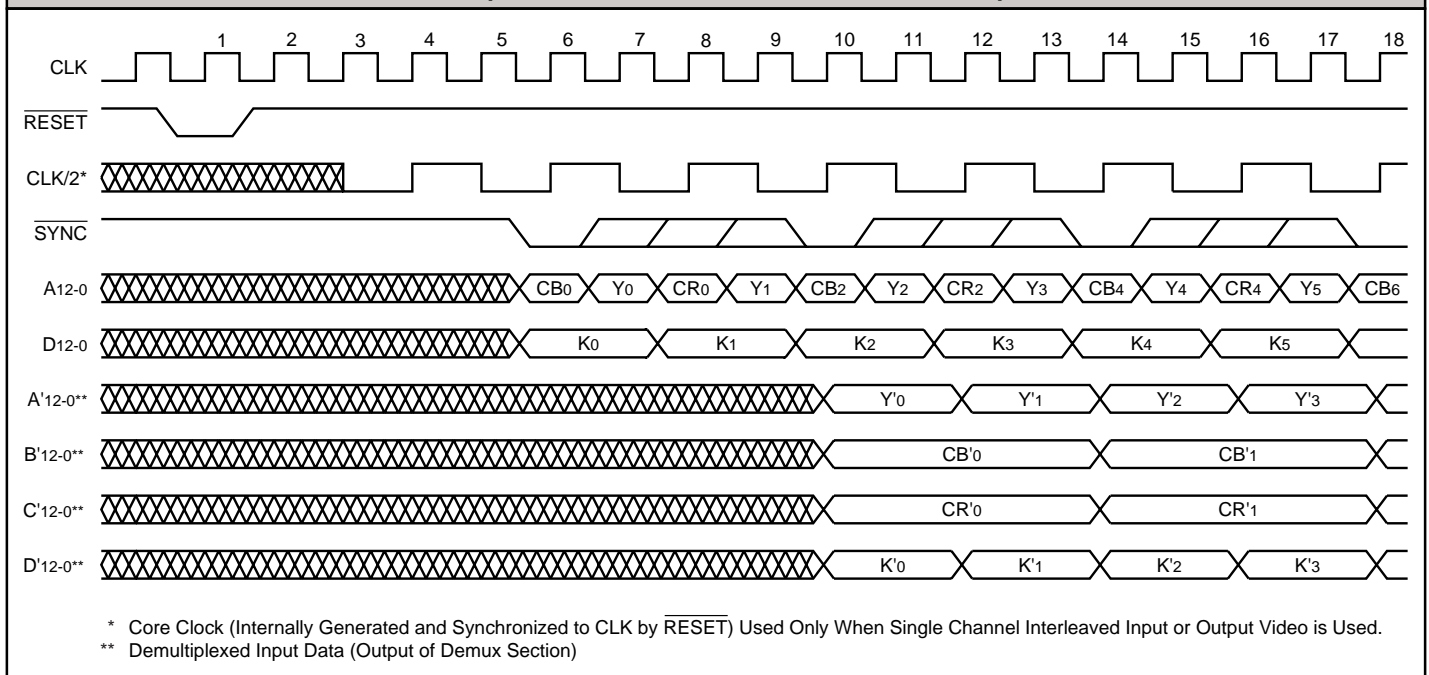 1 2 3 4 5 6 7 8 9 10 11 12 13 14 15 16 17 18
CLK
RESET
CLK/2*
SYNC
A12-0 CB0 Y0 CR0 Y1 CB2 Y2 CR2 Y3 CB4 Y4 CR4 Y5 CB6
D12-0 K0 K1 K2 K3 K4 K5
A'12-0** Y'0 Y'1 Y'2 Y'3
B'12-0** CB'0 CB'1
C'12-0** CR'0 CR'1
D'12-0** K'0 K'1 K'2 K'3
* Core Clock (Internally Generated and Synchronized to CLK by RESET) Used Only When Single Channel Interleaved Input or Output Video is Used.
** Demultiplexed Input Data (Output of Demux Section)